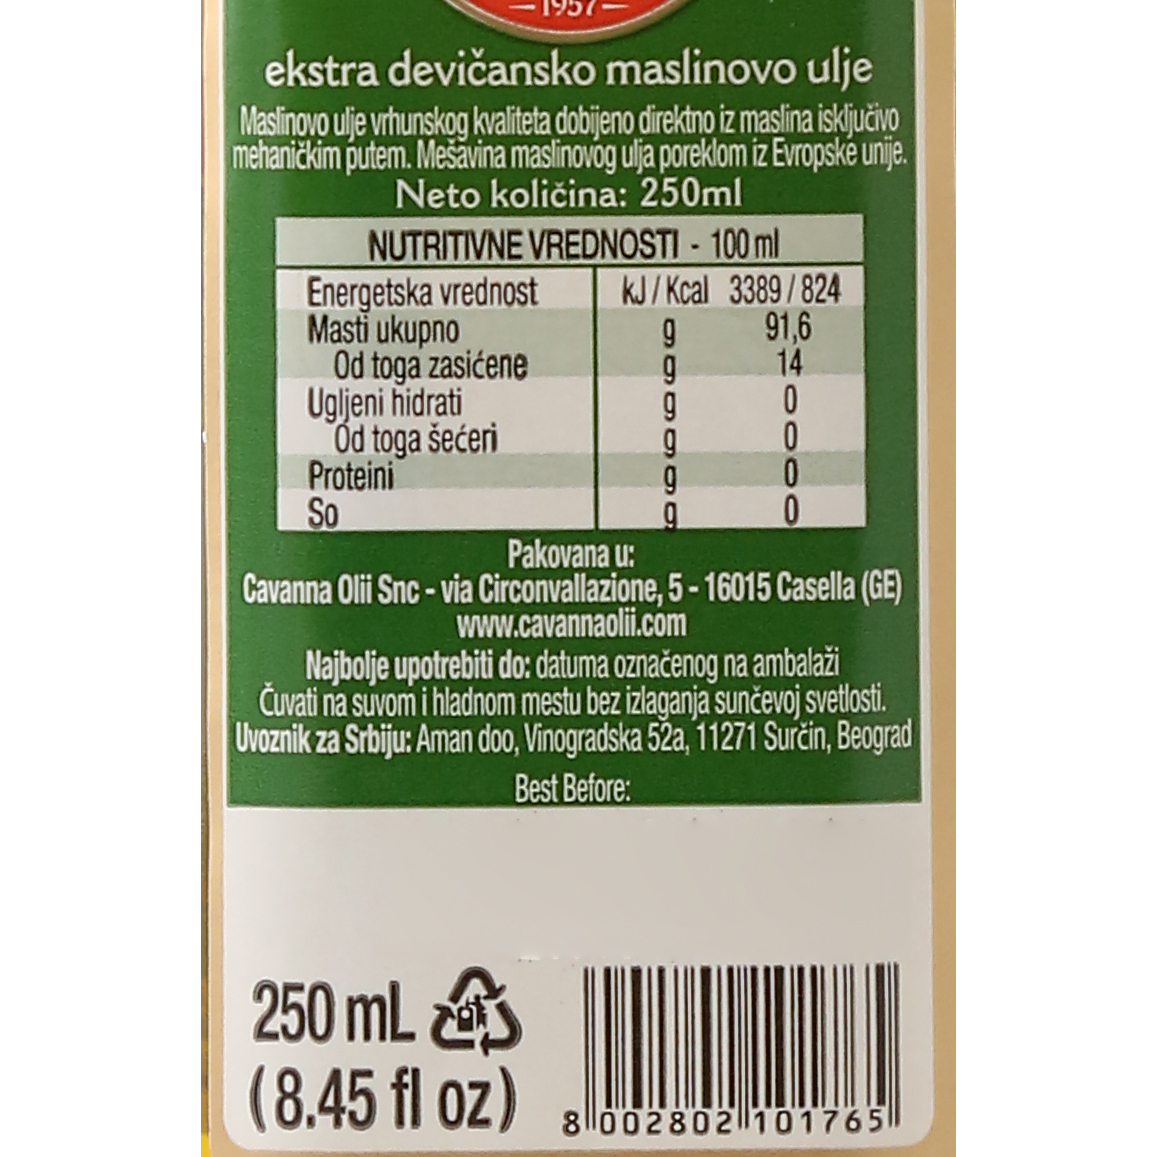 1957
ekstra devičansko maslinovo ulje
Maslinovo ulje vrhunskog kvaliteta dobijeno direktno iz maslina isključivo
mehaničkim putem. Mešavina maslinovog ulja poreklom iz Evropske unije.
Neto količina: 250ml
NUTRITIVNE VREDNOSTI - 100 ml
Energetska vrednost kJ / Kcal 3389 / 824
Masti ukupno g 91,6
Od toga zasićene g 14
Ugljeni hidrati g 0
Od toga šećeri g 0
Proteini g 0
So g 0
Pakovana u:
Cavanna Olii Snc - via Circonvallazione, 5 - 16015 Casella (GE)
www.cavannaolii.com
Najbolje upotrebiti do: datuma označenog na ambalaži
Čuvati na suvom i hladnom mestu bez izlaganja sunčevoj svetlosti.
Uvoznik za Srbiju: Aman doo, Vinogradska 52a, 11271 Surčin, Beograd
Best Before:
250 mL
(8.45 fl oz)
8 002802 101765